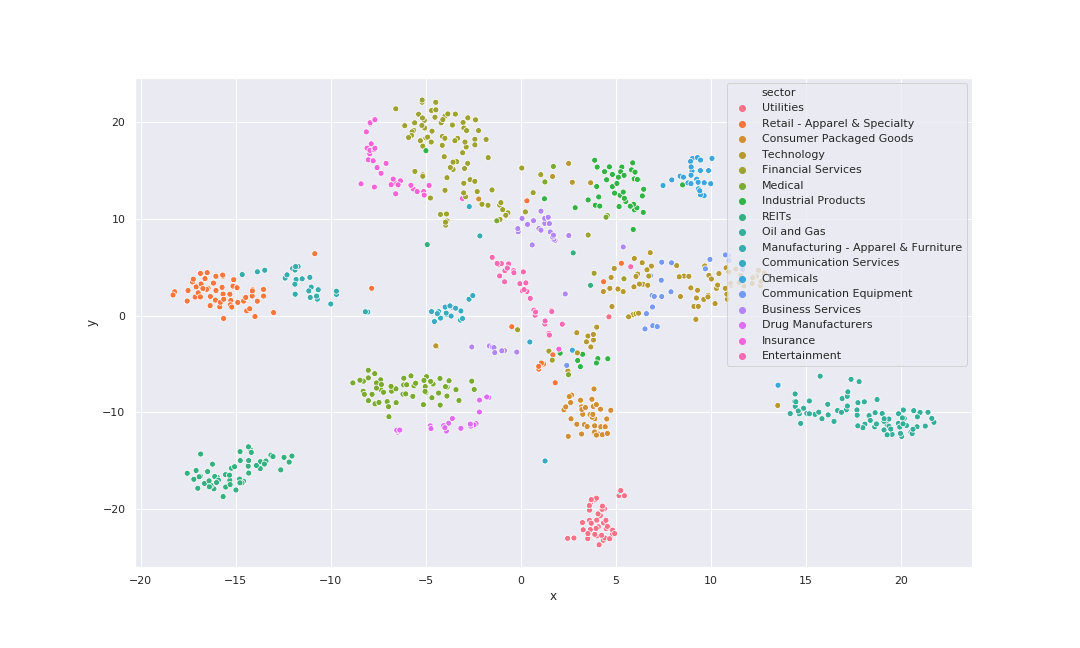 sector
Utilities
Retail - Apparel & Specialty
Consumer Packaged Goods
Technology
Financial Services
Medical
Industrial Products
REITs
Oil and Gas
Manufacturing - Apparel & Furniture
Communication Services
Chemicals
Communication Equipment
Business Services
Drug Manufacturers
Insurance
Entertainment
20
10
0
−10
−20
y
−20 −15 −10 −5 0 5 10 15 20
x